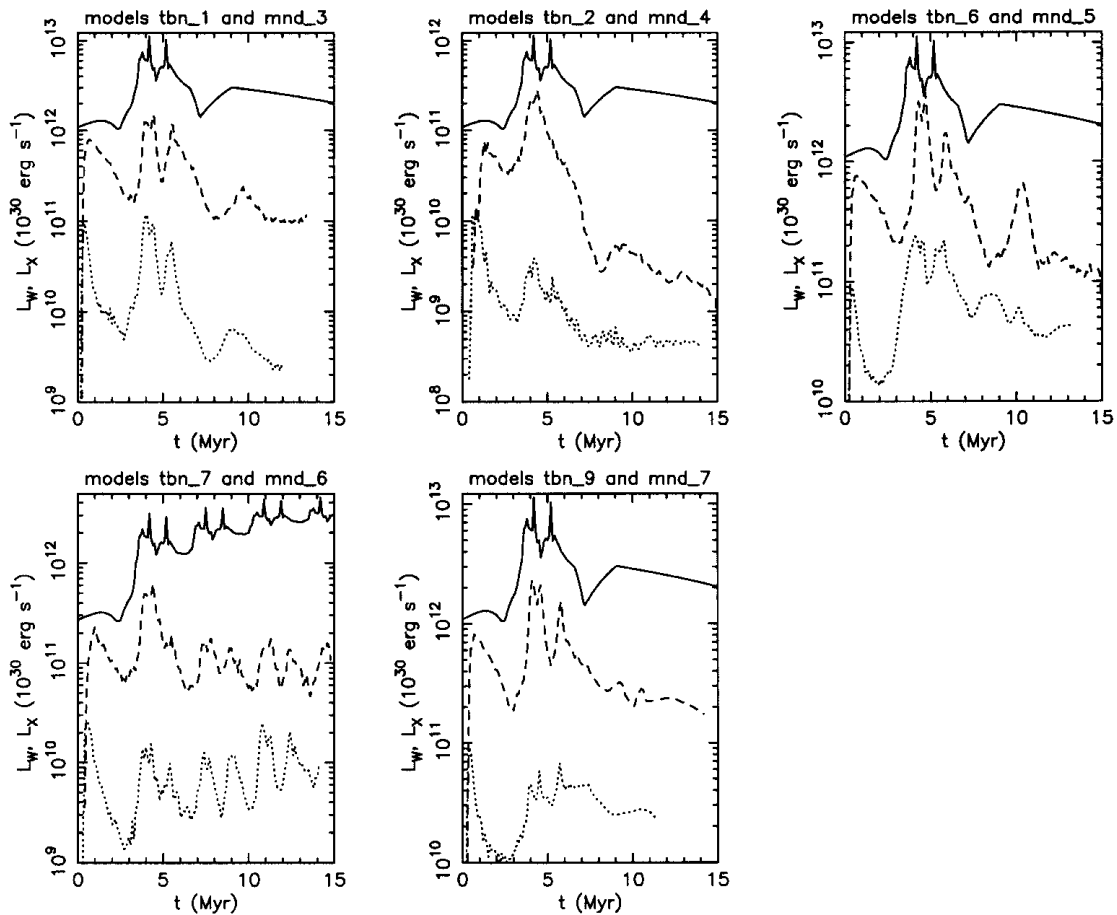 models tbn_1 and mnd_3
models tbn_2 and mnd_4
models tbn_6 and mnd_5
L_W, L_X (10^30 erg s^-1)
10^13
10^12
10^11
10^10
10^9
0 5 10 15
t (Myr)
L_W, L_X (10^30 erg s^-1)
10^13
10^12
10^11
10^10
10^9
10^8
0 5 10 15
t (Myr)
L_W, L_X (10^30 erg s^-1)
10^13
10^12
10^11
10^10
0 5 10 15
t (Myr)
models tbn_7 and mnd_6
models tbn_9 and mnd_7
L_W, L_X (10^30 erg s^-1)
10^12
10^11
10^10
10^9
0 5 10 15
t (Myr)
L_W, L_X (10^30 erg s^-1)
10^13
10^12
10^11
10^10
0 5 10 15
t (Myr)